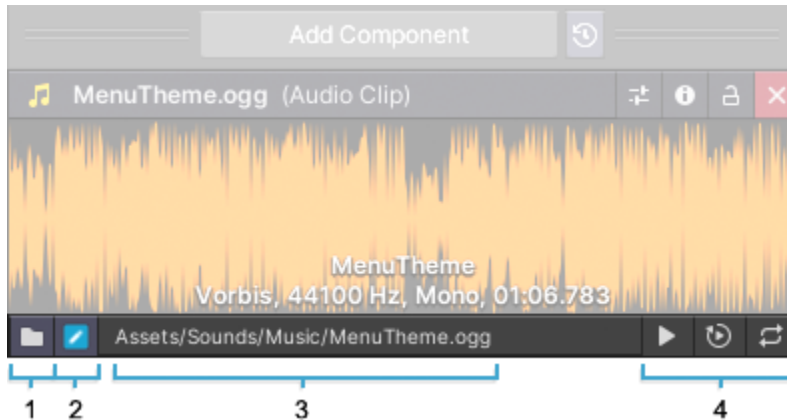 Add Component
MenuTheme.ogg (Audio Clip)
MenuTheme
Vorbis, 44100 Hz, Mono, 01:06.783
Assets/Sounds/Music/MenuTheme.ogg
1 2 3 4